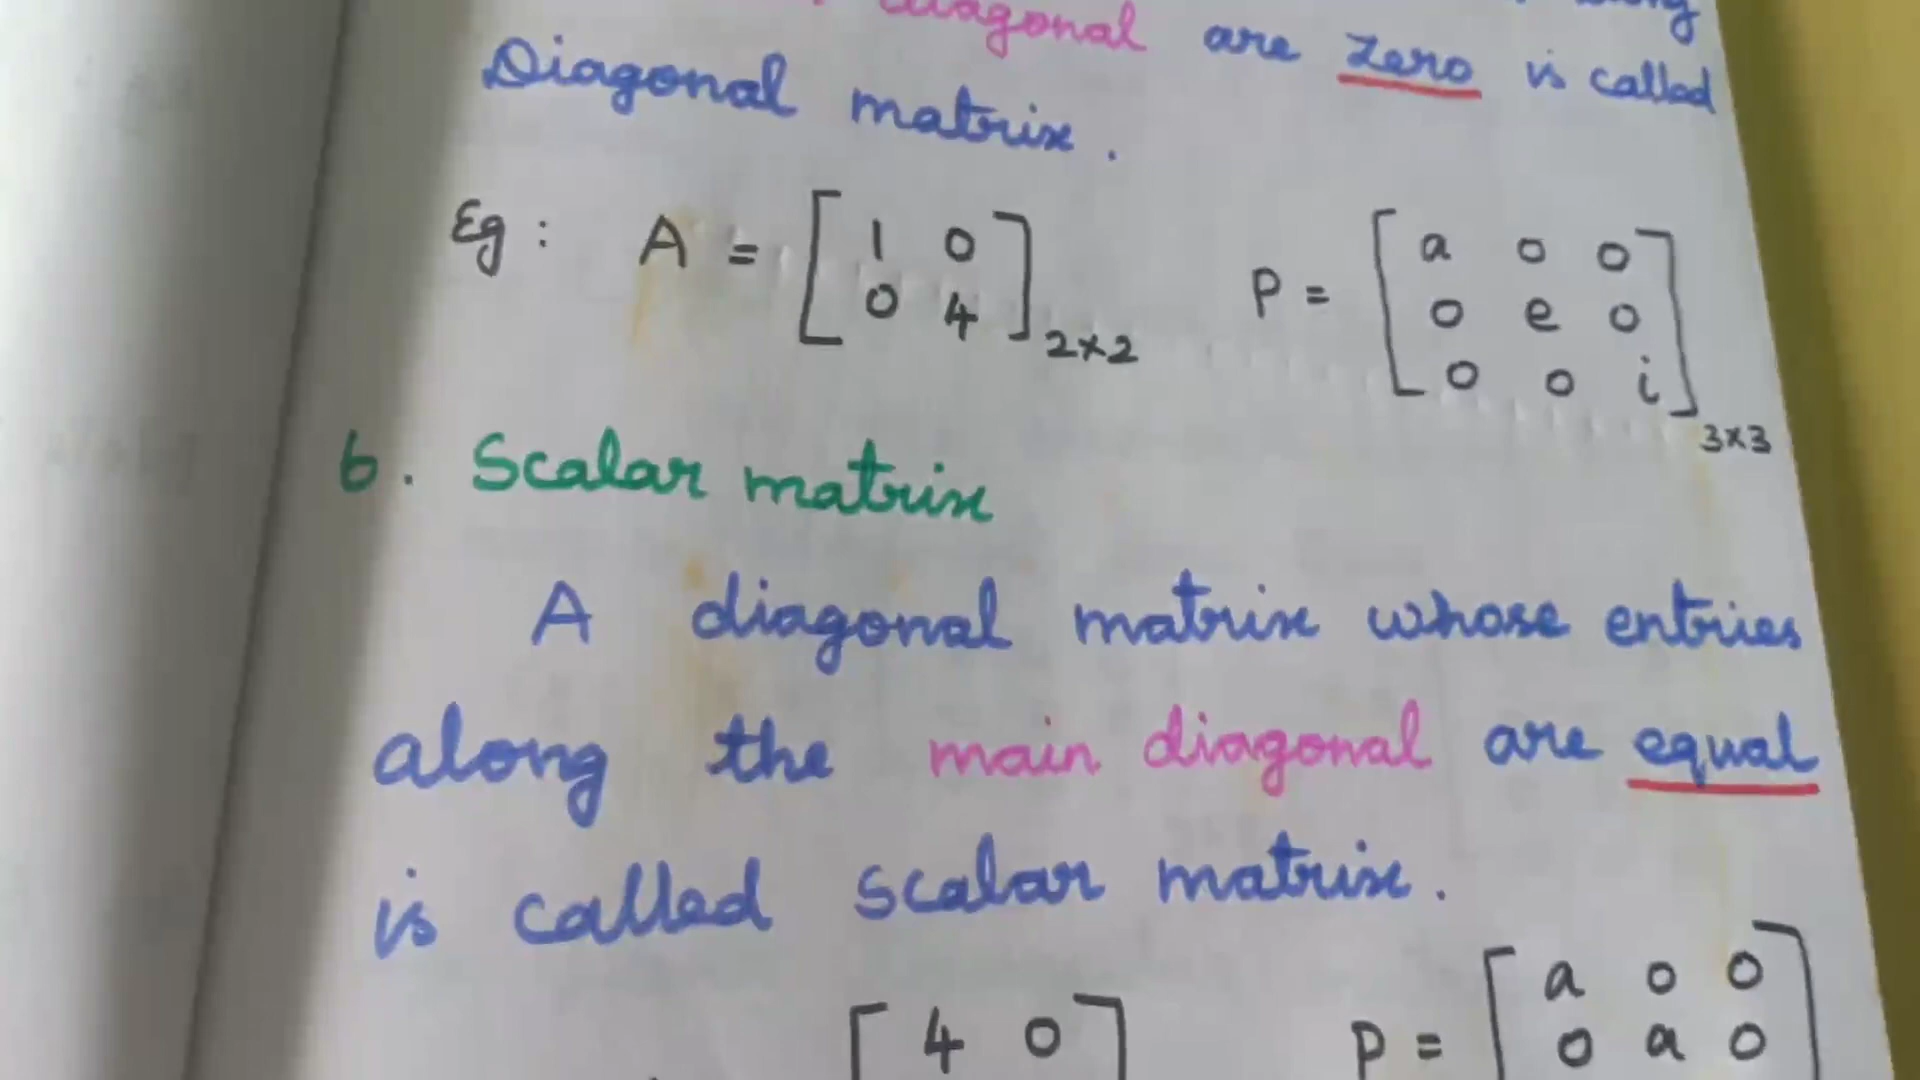 diagonal are zero is called
Diagonal matrix.
Eg : A = [ 1 0
0 4 ] 2×2
P = [ a 0 0
0 e 0
0 0 i ] 3×3
6. Scalar matrix
A diagonal matrix whose entries
along the main diagonal are equal
is called scalar matrix.
[ 4 0 ]
P = [ a 0 0
0 a 0